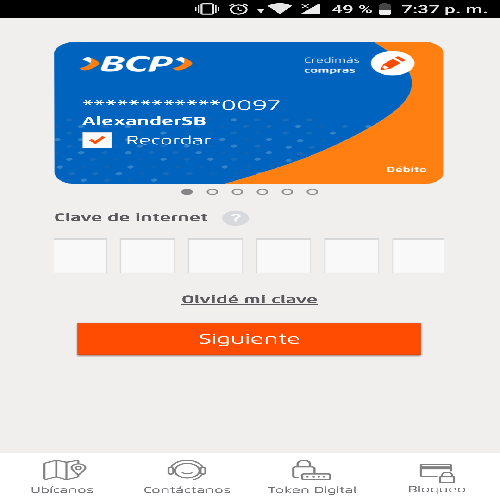 49 % 7:37 p. m.
BCP
Credimás
compras
************0097
AlexanderSB
Recordar
Débito
Clave de internet ?
Olvidé mi clave
Siguiente
Ubícanos Contáctanos Token Digital Bloqueo